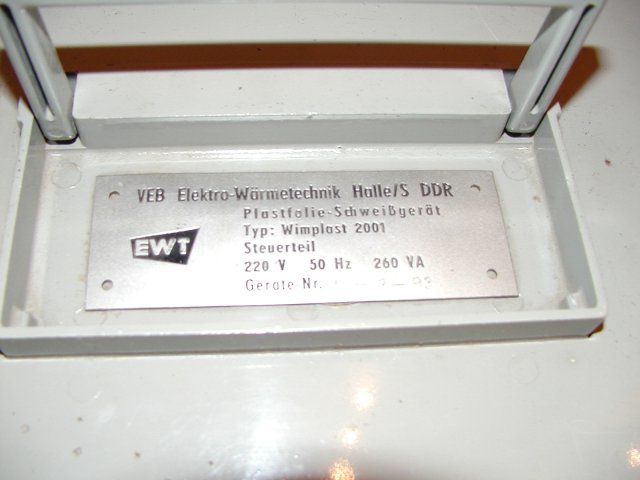 VEB Elektro-Wärmetechnik Halle/S DDR
Plastfolie-Schweißgerät
EWT
Typ: Wimplast 2001
Steuerteil
220 V 50 Hz 260 VA
Geräte Nr.